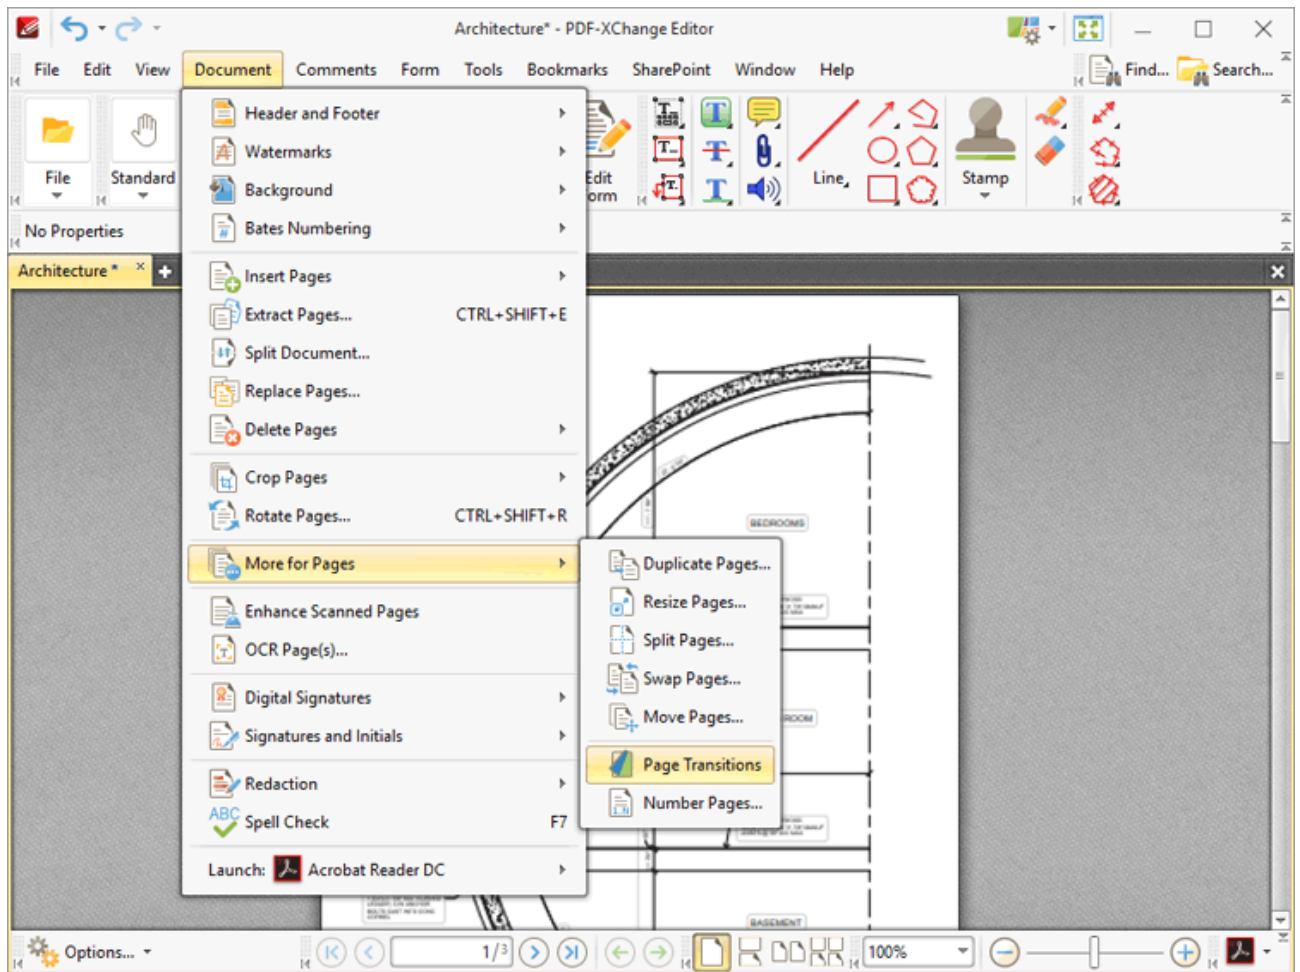 Architecture* - PDF-XChange Editor
File Edit View Document Comments Form Tools Bookmarks SharePoint Window Help Find... Search...
Header and Footer
Watermarks
Background
Bates Numbering
Insert Pages
Extract Pages... CTRL+SHIFT+E
Split Document...
Replace Pages...
Delete Pages
Crop Pages
Rotate Pages... CTRL+SHIFT+R
More for Pages
Enhance Scanned Pages
OCR Page(s)...
Digital Signatures
Signatures and Initials
Redaction
Spell Check F7
Launch: Acrobat Reader DC
File Standard
Edit
orm
Line
Stamp
No Properties
Architecture *
BEDROOMS
Duplicate Pages...
Resize Pages...
Split Pages...
Swap Pages...
Move Pages...
Page Transitions
Number Pages...
ROOM
BASEMENT
Options... 1/3 100%